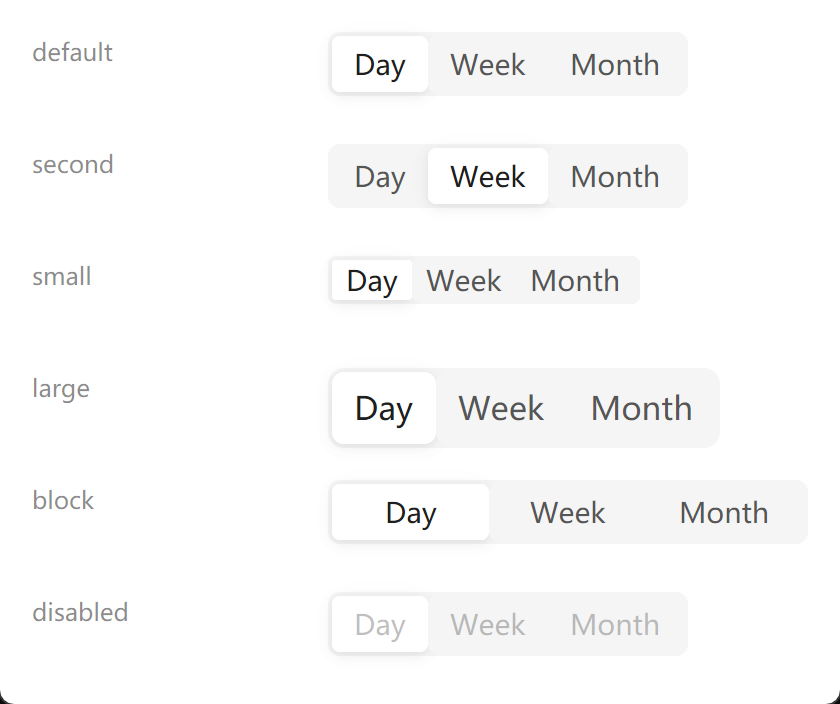 default Day Week Month
second Day Week Month
small Day Week Month
large Day Week Month
block Day Week Month
disabled Day Week Month